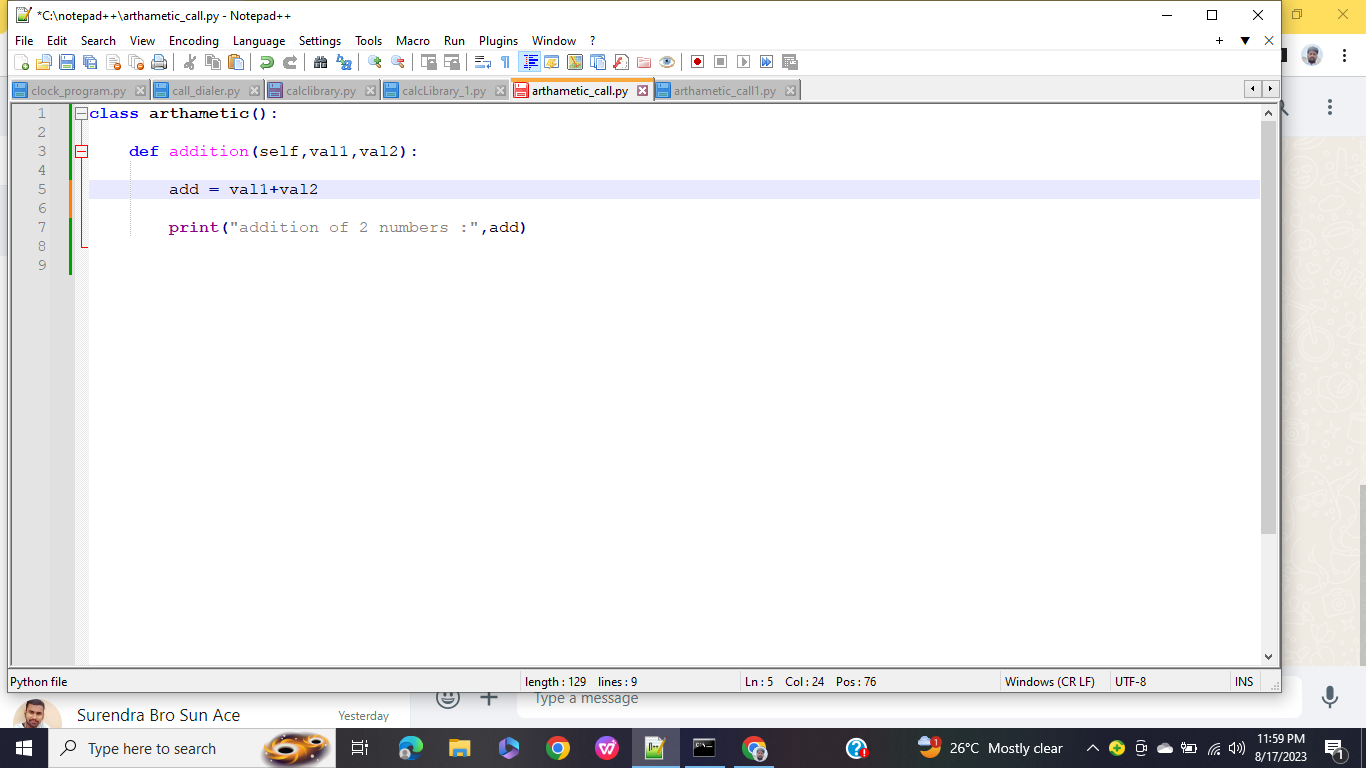 *C:\notepad++\arthametic_call.py - Notepad++
File Edit Search View Encoding Language Settings Tools Macro Run Plugins Window ?
clock_program.py call_dialer.py calclibrary.py calcLibrary_1.py arthametic_call.py arthametic_call1.py
1 class arthametic():
2
3 def addition(self,val1,val2):
4
5 add = val1+val2
6
7 print("addition of 2 numbers :",add)
8
9
Python file length : 129 lines : 9 Ln : 5 Col : 24 Pos : 76 Windows (CR LF) UTF-8 INS
Type a message
Surendra Bro Sun Ace Yesterday
Type here to search 26°C Mostly clear 11:59 PM
8/17/2023